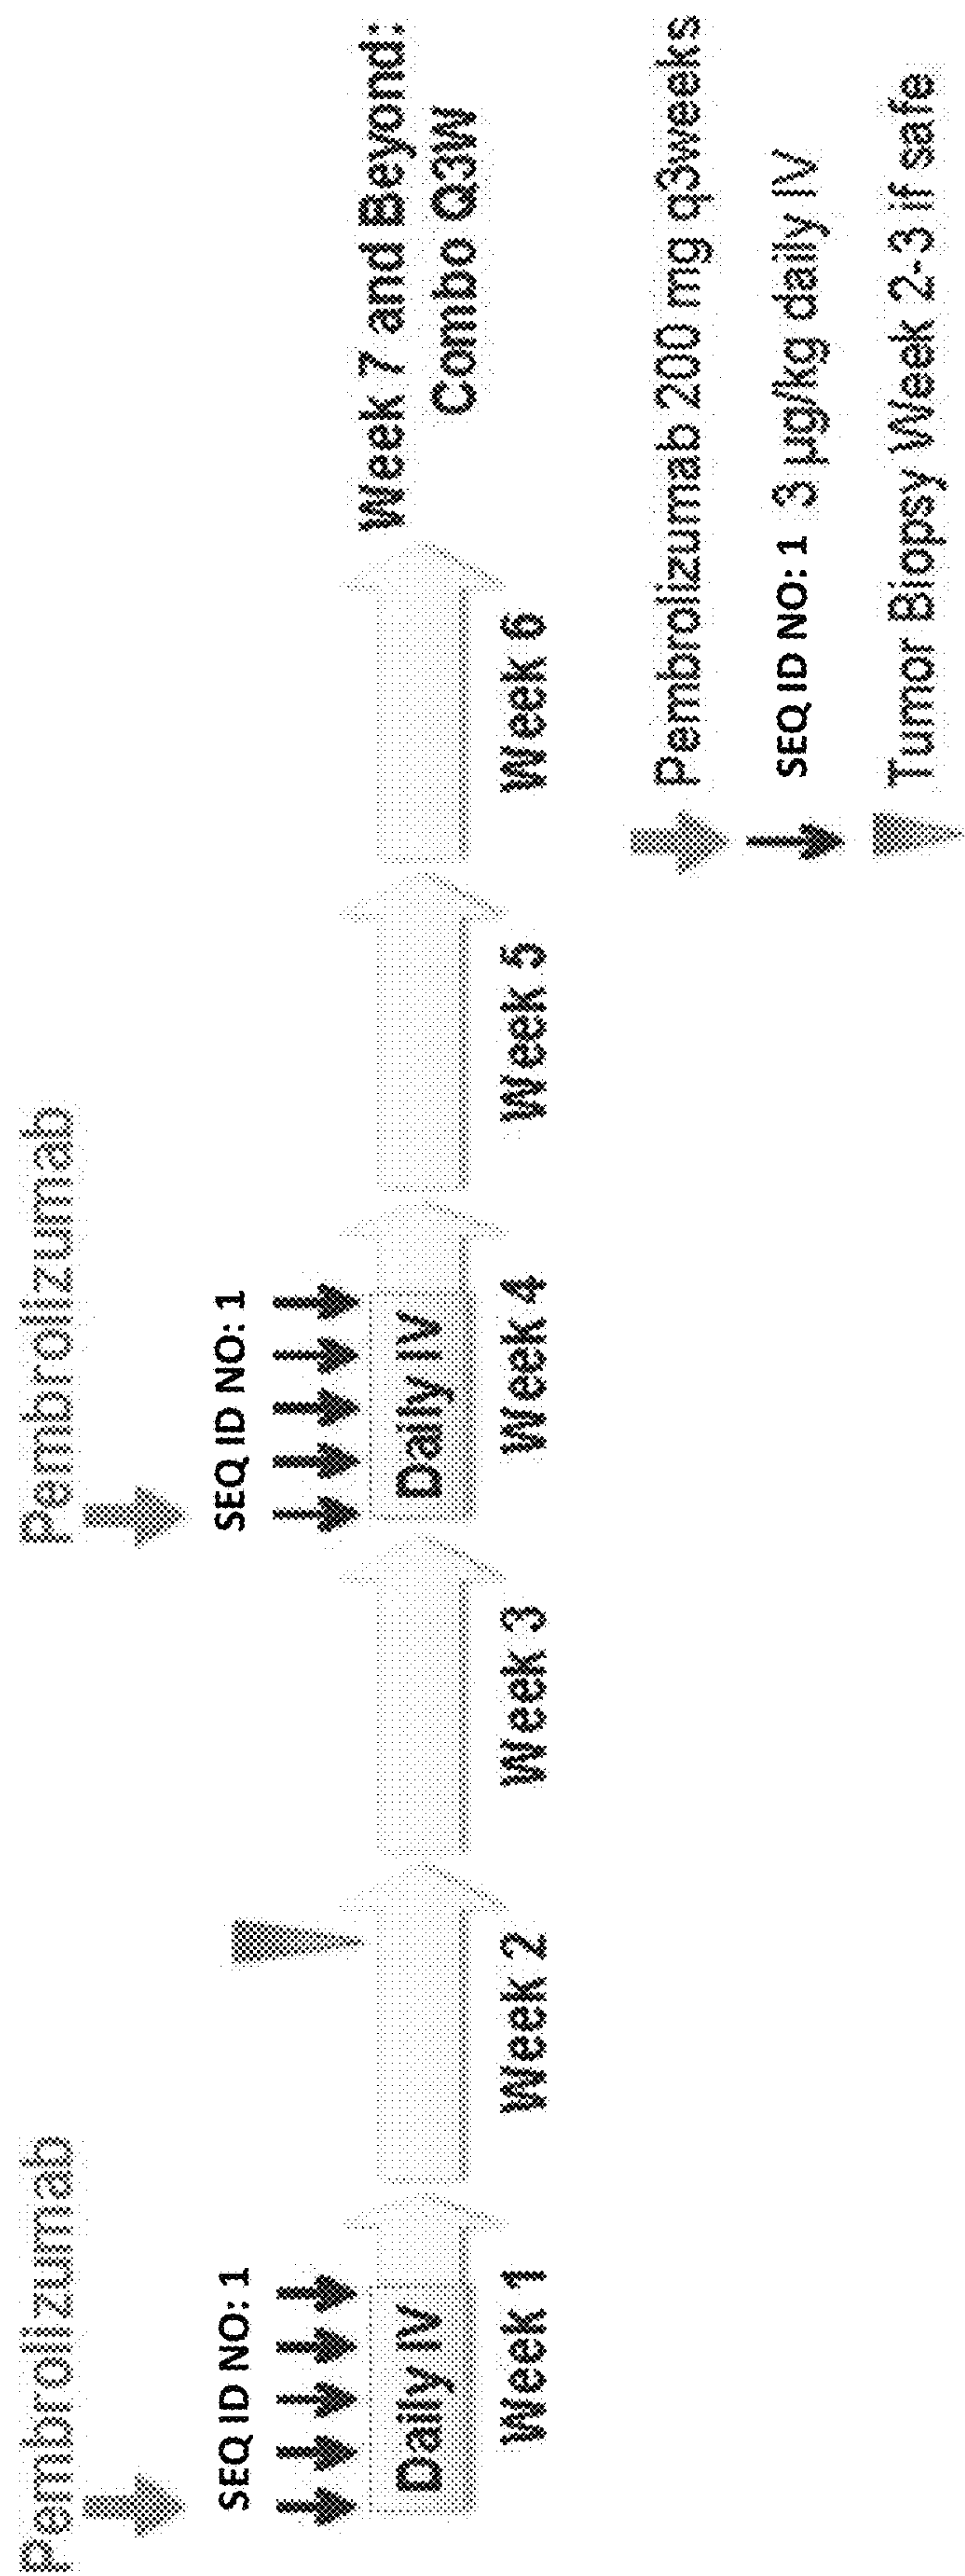 Pembrolizumab
Pembrolizumab
SEQ ID NO: 1
SEQ ID NO: 1
Daily IV
Daily IV
Week 7 and Beyond:
Combo Q3W
Week 1
Week 2
Week 3
Week 4
Week 5
Week 6
Pembrolizumab 200 mg q3weeks
SEQ ID NO: 1 3 µg/kg daily IV
Tumor Biopsy Week 2-3 if safe